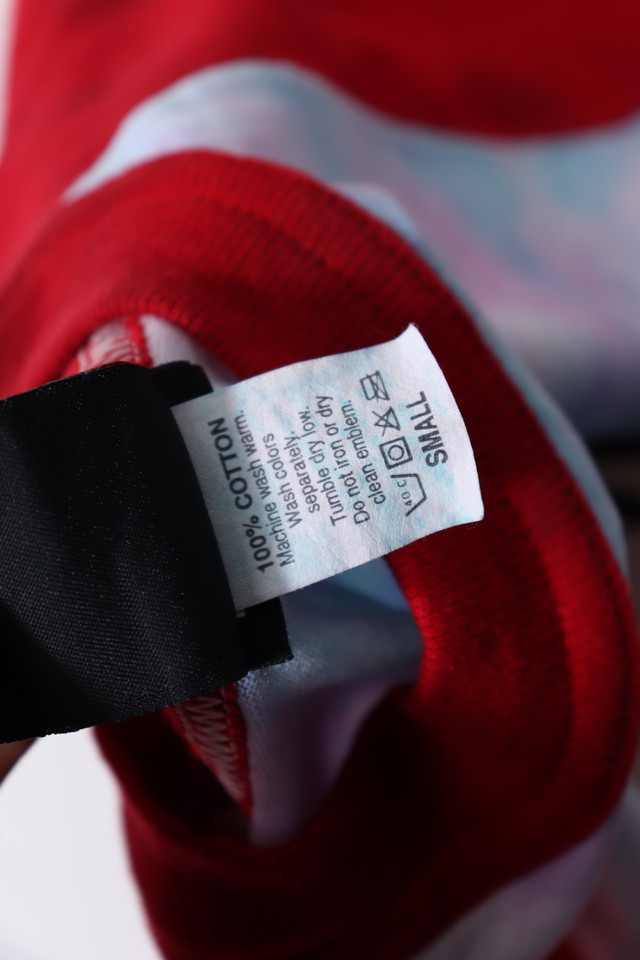 100% COTTON
Machine wash warm.
Wash colors
separately.
Tumble dry low.
Do not iron or dry
clean emblem.
40 C
SMALL